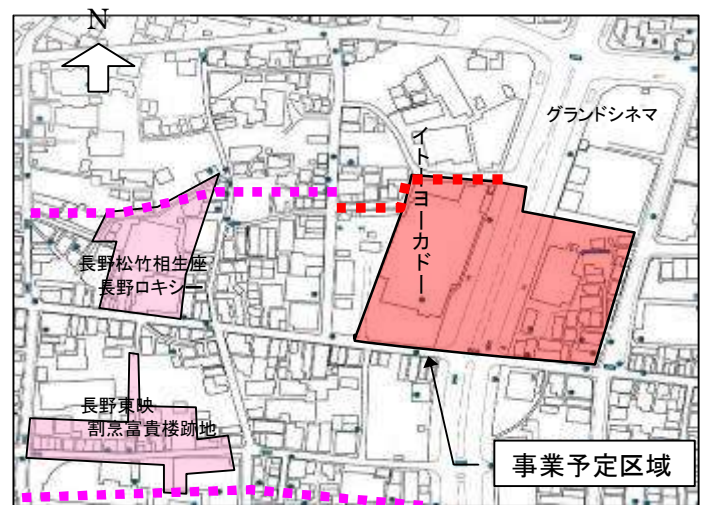 N
グランドシネマ
イトーヨーカドー
長野松竹相生座
長野ロキシー
長野東映
割烹富貴楼跡地
事業予定区域